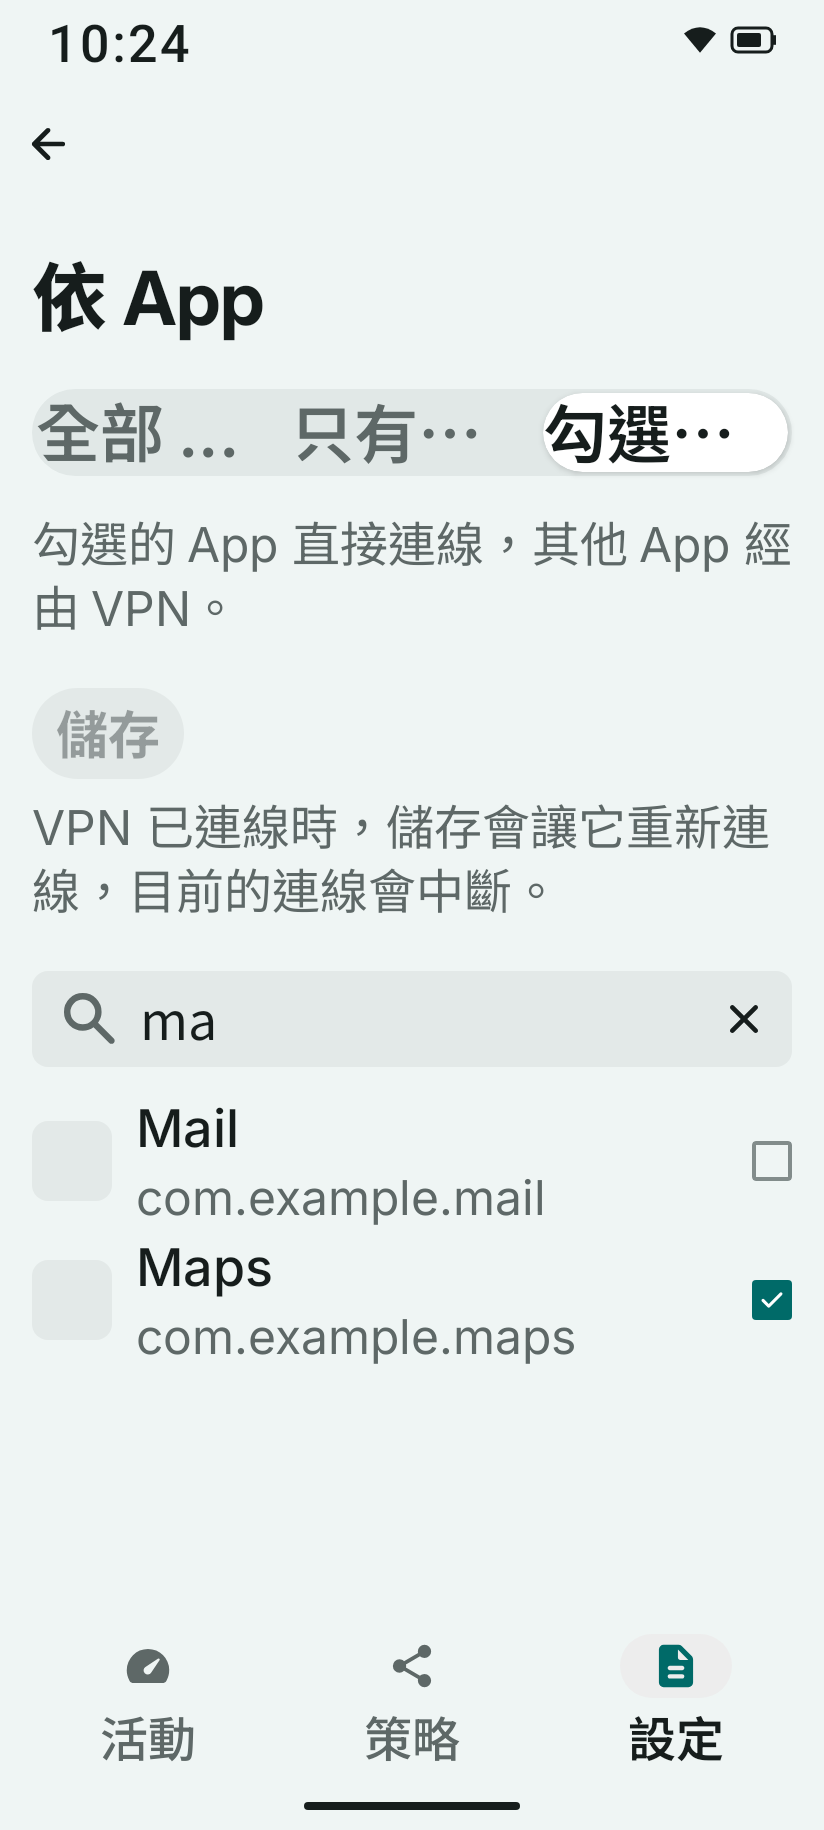 10:24
依 App
全部 ...
只有…
勾選…
勾選的 App 直接連線，其他 App 經
由 VPN。
儲存
VPN 已連線時，儲存會讓它重新連
線，目前的連線會中斷。
ma
Mail
com.example.mail
Maps
com.example.maps
活動
策略
設定